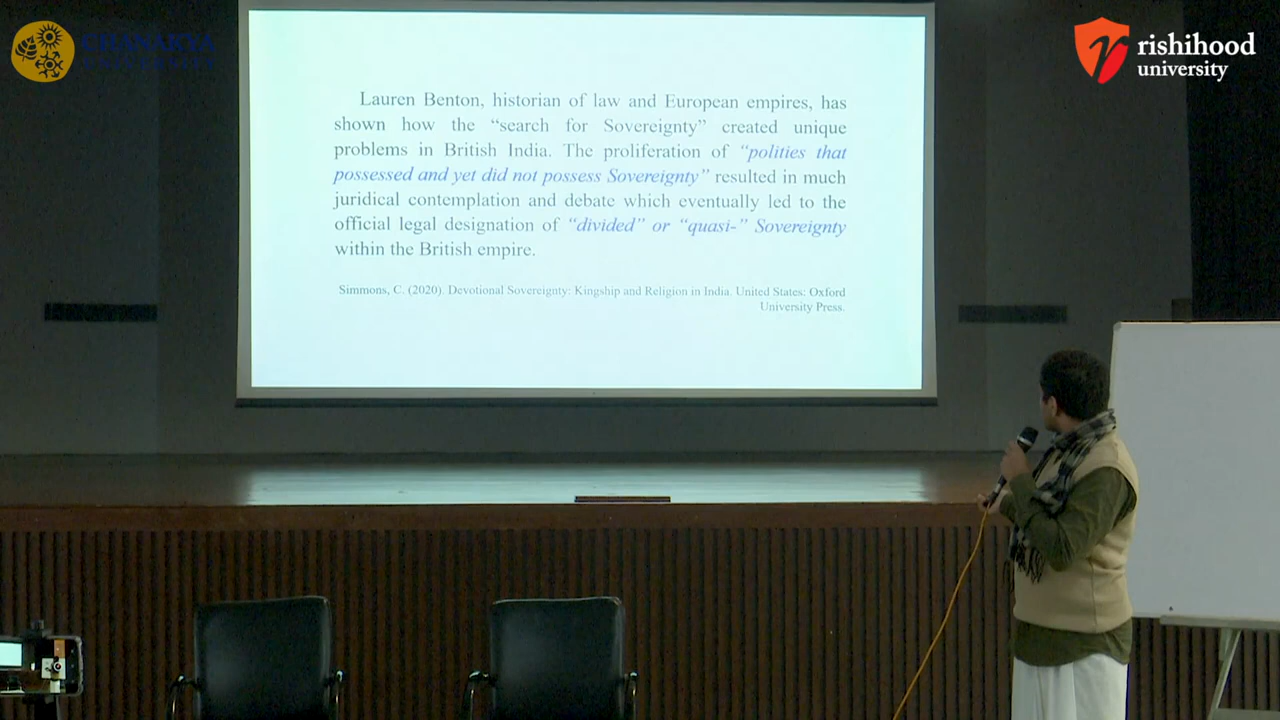 CHANAKYA
UNIVERSITY
rishihood
university
Lauren Benton, historian of law and European empires, has
shown how the “search for Sovereignty” created unique
problems in British India. The proliferation of “polities that
possessed and yet did not possess Sovereignty” resulted in much
juridical contemplation and debate which eventually led to the
official legal designation of “divided” or “quasi-” Sovereignty
within the British empire.
Simmons, C. (2020). Devotional Sovereignty: Kingship and Religion in India. United States: Oxford
University Press.